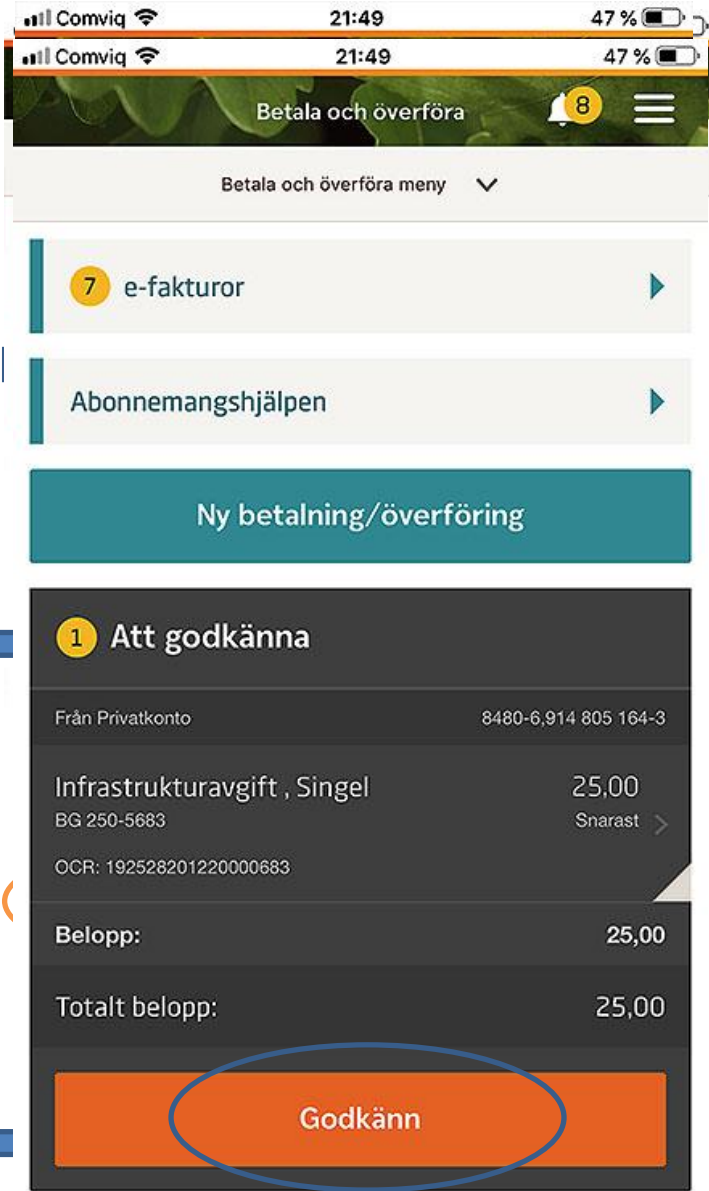 Comviq 21:49 47 %
Comviq 21:49 47 %
Betala och överföra 8
Betala och överföra meny
7 e-fakturor
Abonnemangshjälpen
Ny betalning/överföring
1 Att godkänna
Från Privatkonto 8480-6,914 805 164-3
Infrastrukturavgift , Singel 25,00
BG 250-5683 Snarast
OCR: 192528201220000683
Belopp: 25,00
Totalt belopp: 25,00
Godkänn